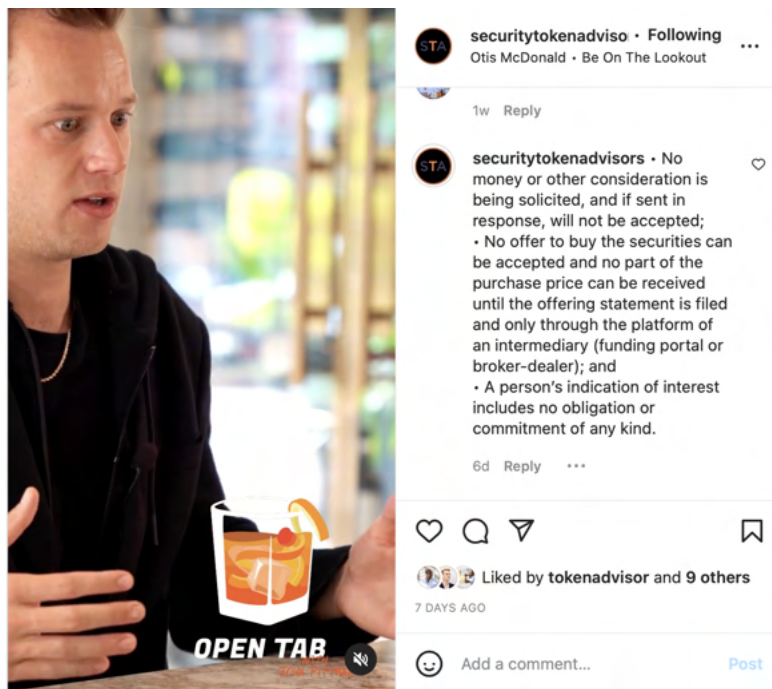 STA
securitytokenadviso • Following
...
Otis McDonald • Be On The Lookout
1w Reply
STA
securitytokenadvisors • No
money or other consideration is
being solicited, and if sent in
response, will not be accepted;
• No offer to buy the securities can
be accepted and no part of the
purchase price can be received
until the offering statement is filed
and only through the platform of
an intermediary (funding portal or
broker-dealer); and
• A person's indication of interest
includes no obligation or
commitment of any kind.
6d Reply ...
Liked by tokenadvisor and 9 others
7 DAYS AGO
Add a comment... Post
OPEN TAB
WITH